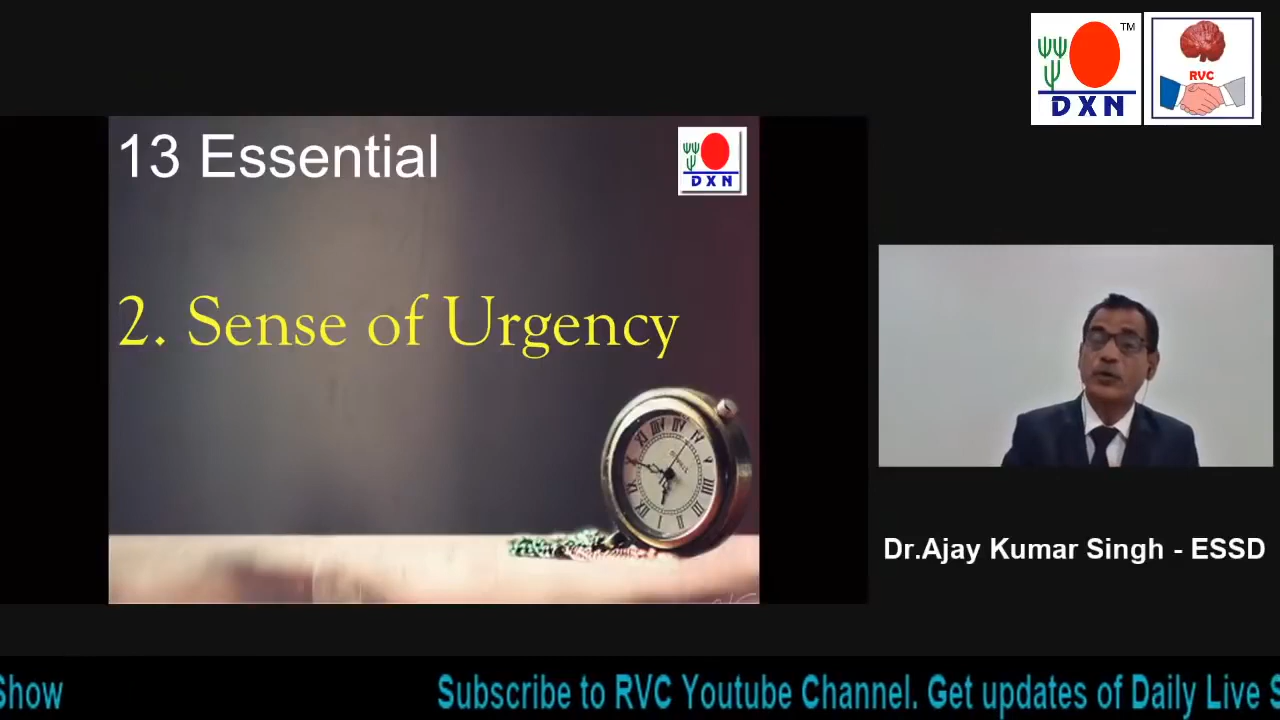 TM
DXN
RVC
13 Essential
DXN
2. Sense of Urgency
Dr.Ajay Kumar Singh - ESSD
Show
Subscribe to RVC Youtube Channel. Get updates of Daily Live S